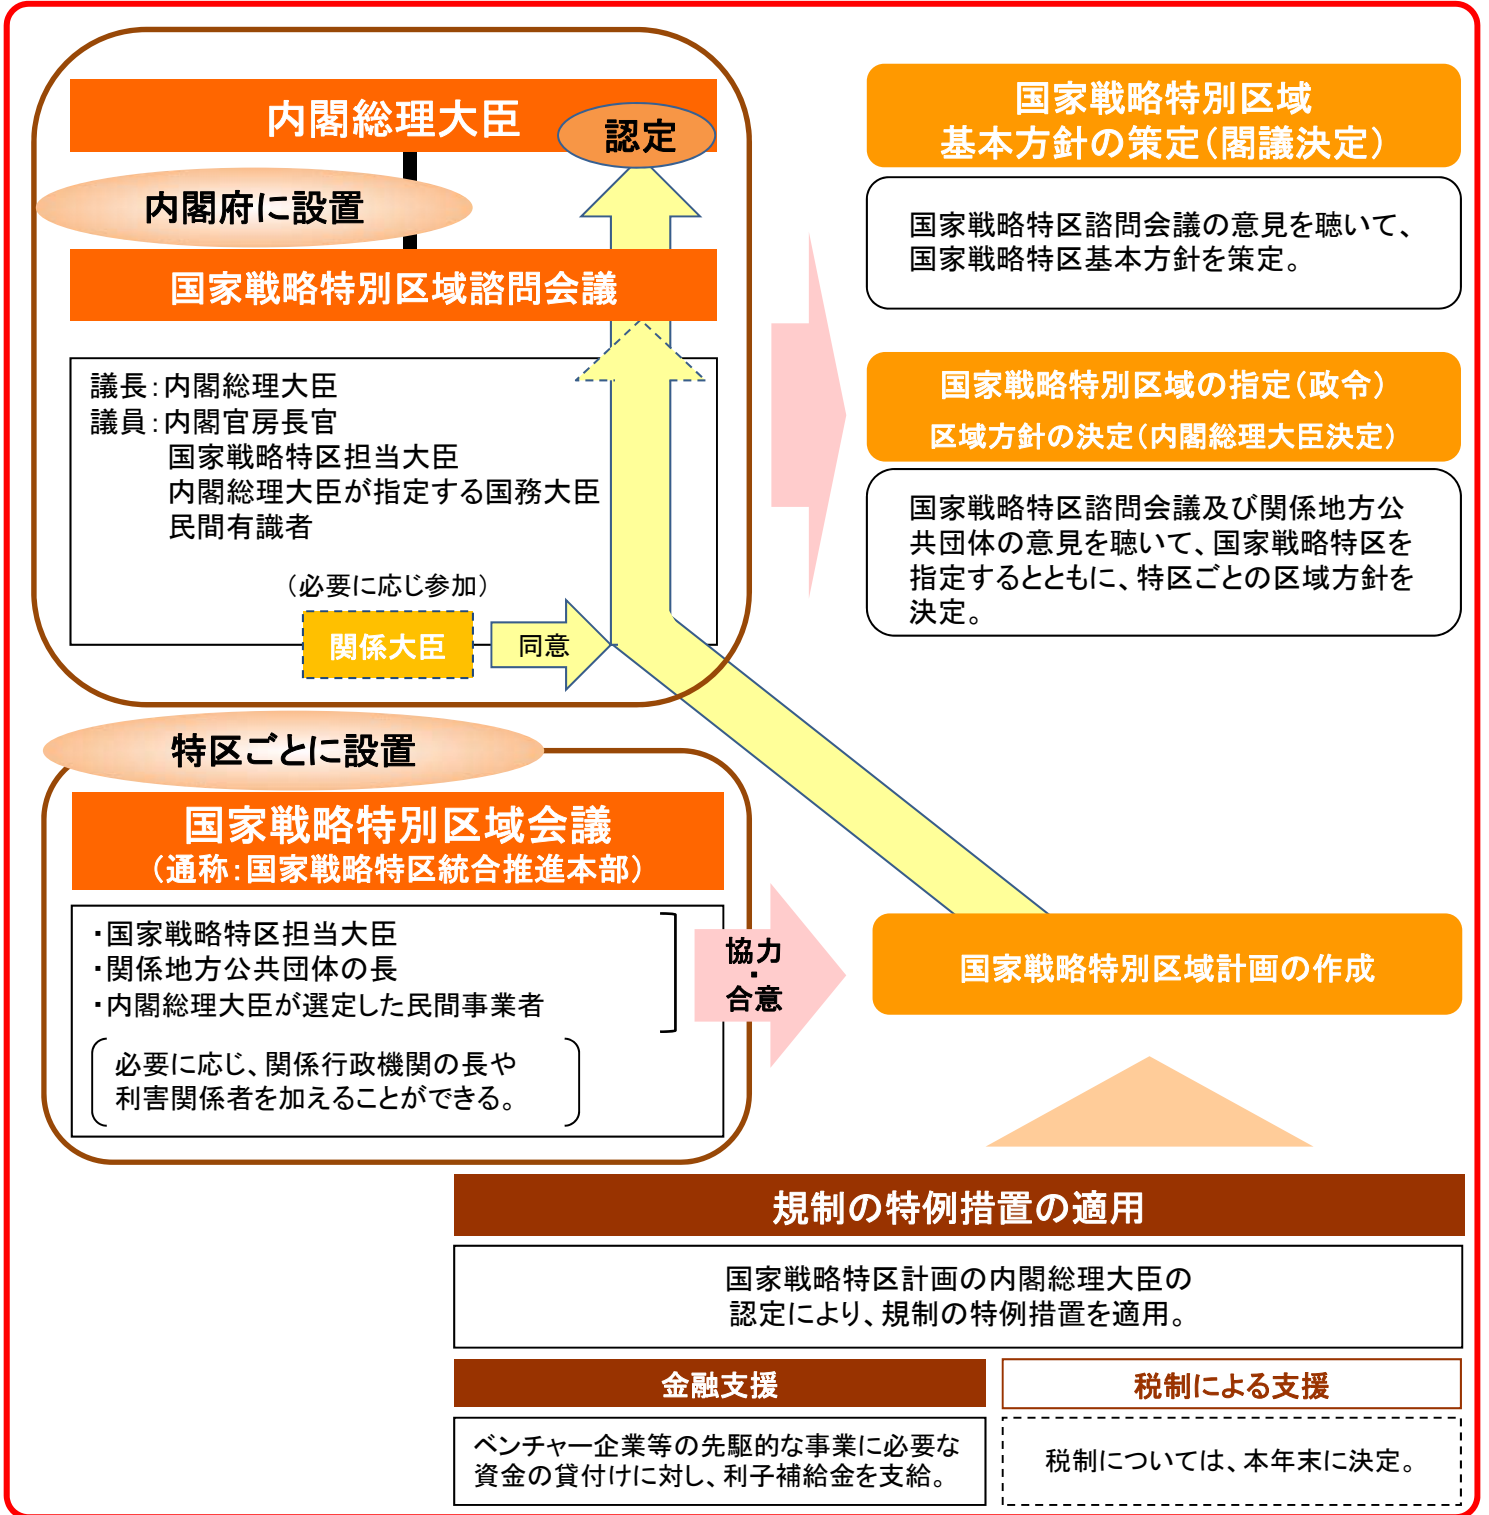 内閣総理大臣
認定
内閣府に設置
国家戦略特別区域諮問会議
議長：内閣総理大臣
議員：内閣官房長官
国家戦略特区担当大臣
内閣総理大臣が指定する国務大臣
民間有識者
（必要に応じ参加）
関係大臣
同意
特区ごとに設置
国家戦略特別区域会議
（通称：国家戦略特区統合推進本部）
・国家戦略特区担当大臣
・関係地方公共団体の長
・内閣総理大臣が選定した民間事業者
必要に応じ、関係行政機関の長や
利害関係者を加えることができる。
協力
・
合意
国家戦略特別区域
基本方針の策定（閣議決定）
国家戦略特区諮問会議の意見を聴いて、
国家戦略特区基本方針を策定。
国家戦略特別区域の指定（政令）
区域方針の決定（内閣総理大臣決定）
国家戦略特区諮問会議及び関係地方公
共団体の意見を聴いて、国家戦略特区を
指定するとともに、特区ごとの区域方針を
決定。
国家戦略特別区域計画の作成
規制の特例措置の適用
国家戦略特区計画の内閣総理大臣の
認定により、規制の特例措置を適用。
金融支援
ベンチャー企業等の先駆的な事業に必要な
資金の貸付けに対し、利子補給金を支給。
税制による支援
税制については、本年末に決定。